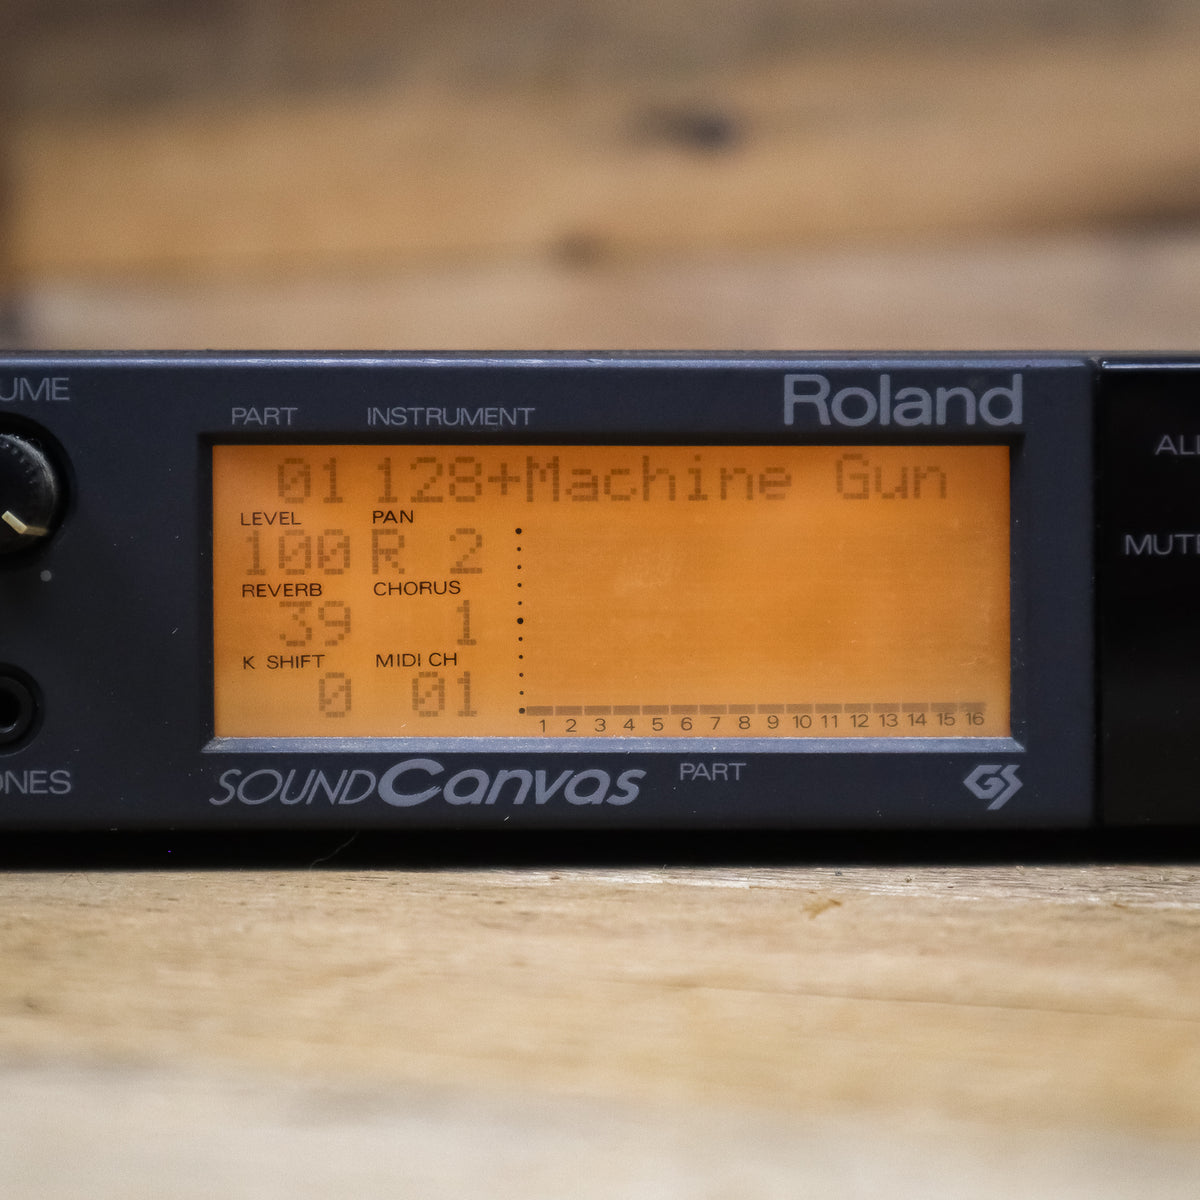 UME
PART INSTRUMENT
Roland
01 128+Machine Gun
LEVEL PAN
100 R 2
REVERB CHORUS
39 1
K SHIFT MIDI CH
0 01
1 2 3 4 5 6 7 8 9 10 11 12 13 14 15 16
SOUND Canvas PART GS
ONES
AL
MUTE